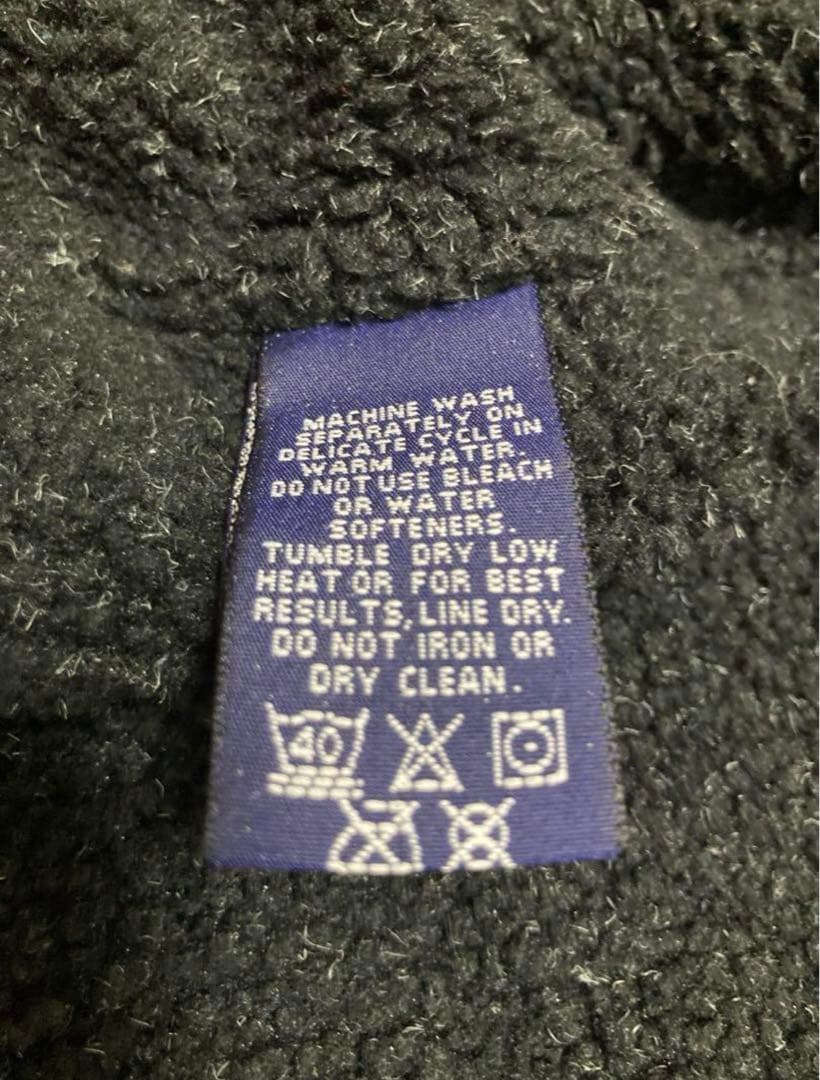 MACHINE WASH
SEPARATELY ON
DELICATE CYCLE IN
WARM WATER.
DO NOT USE BLEACH
OR WATER
SOFTENERS.
TUMBLE DRY LOW
HEAT OR FOR BEST
RESULTS, LINE DRY.
DO NOT IRON OR
DRY CLEAN.
40